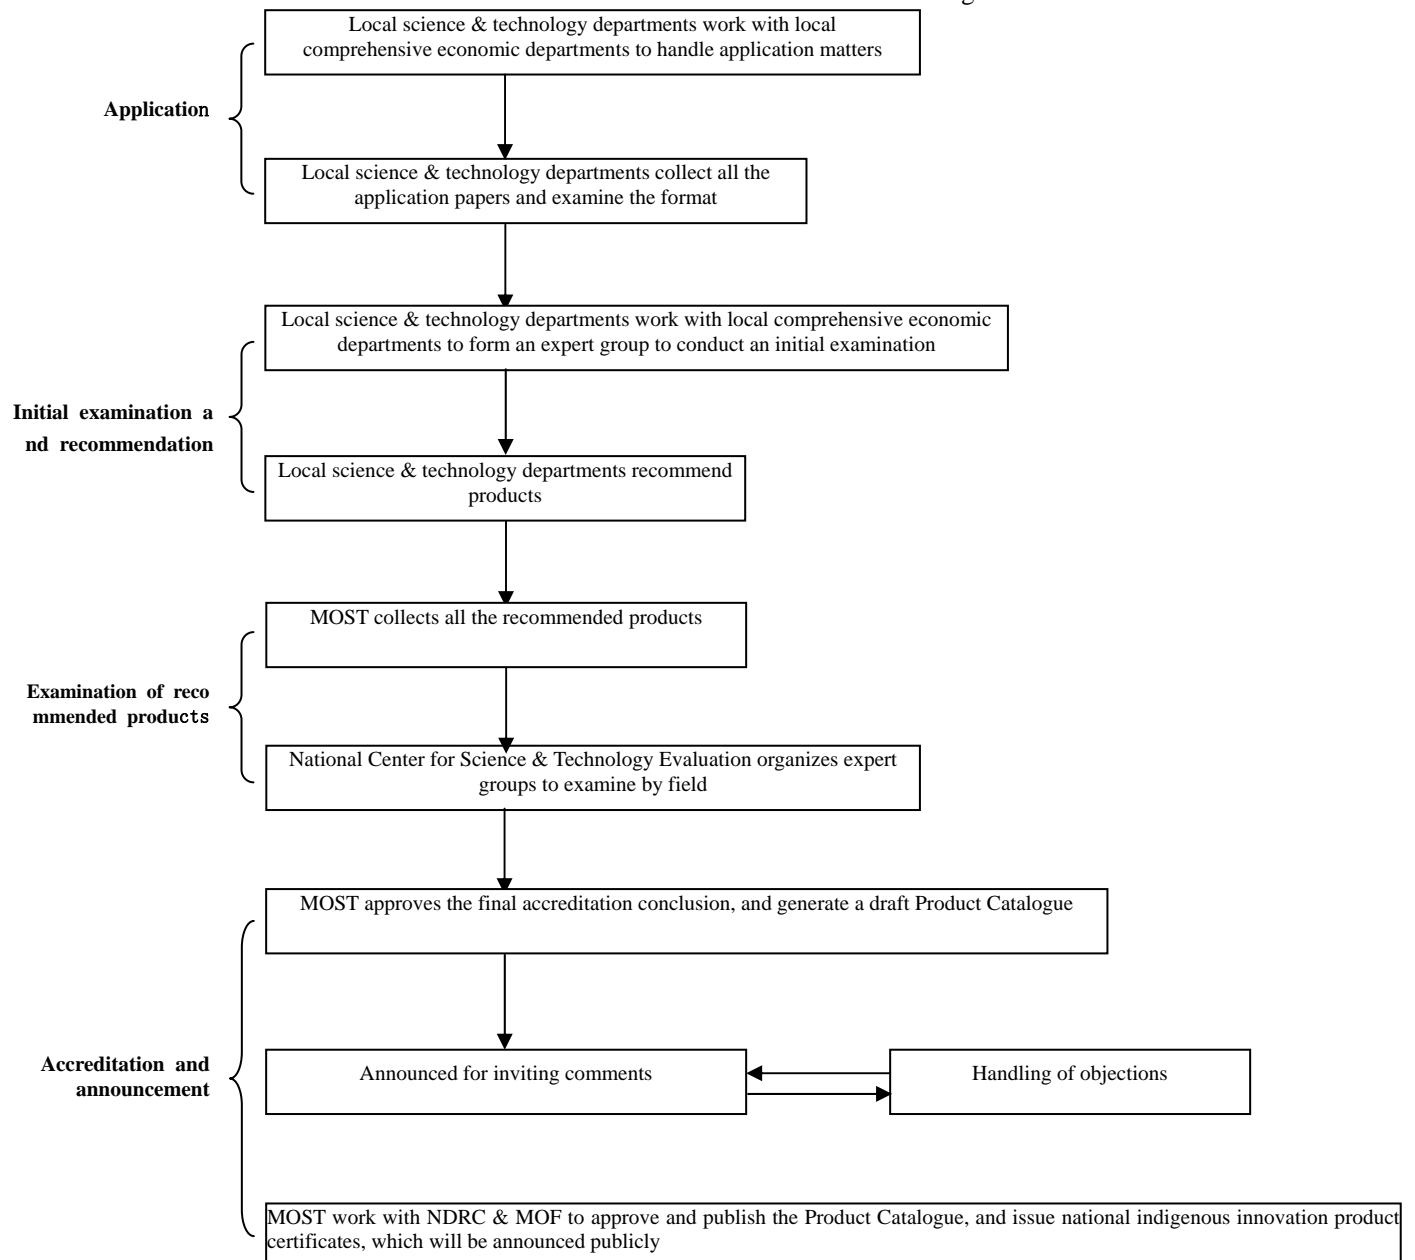 Local science & technology departments work with local
comprehensive economic departments to handle application matters
Application
Local science & technology departments collect all the
application papers and examine the format
Local science & technology departments work with local comprehensive economic
departments to form an expert group to conduct an initial examination
Initial examination a
nd recommendation
Local science & technology departments recommend
products
MOST collects all the recommended products
Examination of reco
mmended products
National Center for Science & Technology Evaluation organizes expert
groups to examine by field
MOST approves the final accreditation conclusion, and generate a draft Product Catalogue
Accreditation and
announcement
Announced for inviting comments
Handling of objections
MOST work with NDRC & MOF to approve and publish the Product Catalogue, and issue national indigenous innovation product
certificates, which will be announced publicly